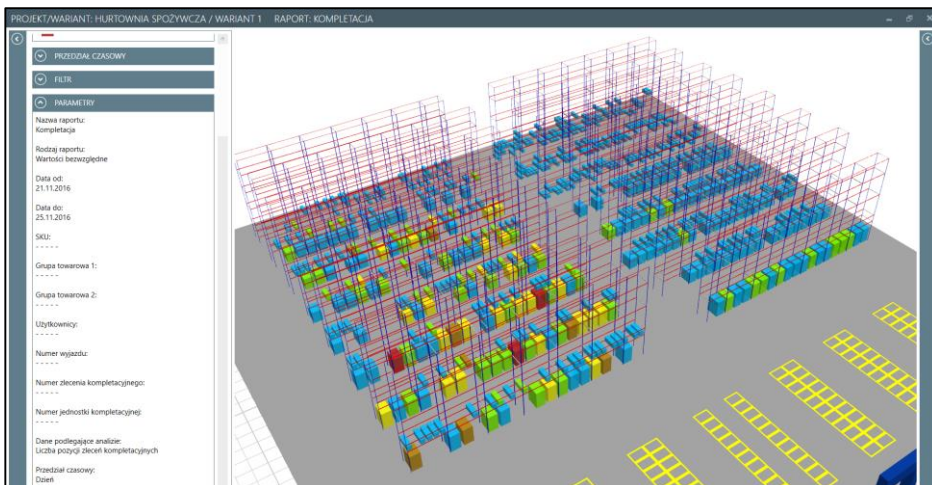 PROJEKT/WARIANT: HURTOWNIA SPOŻYWCZA / WARIANT 1 RAPORT: KOMPLETACJA
PRZEDZIAŁ CZASOWY
FILTR
PARAMETRY
Nazwa raportu:
Kompletacja
Rodzaj raportu:
Wartości bezwzględne
Data od:
21.11.2016
Data do:
25.11.2016
SKU:
- - - - -
Grupa towarowa 1:
- - - - -
Grupa towarowa 2:
- - - - -
Użytkownicy:
- - - - -
Numer wyjazdu:
- - - - -
Numer zlecenia kompletacyjnego:
- - - - -
Numer jednostki kompletacyjnej:
- - - - -
Dane podlegające analizie:
Liczba pozycji zleceń kompletacyjnych
Przedział czasowy:
Dzień